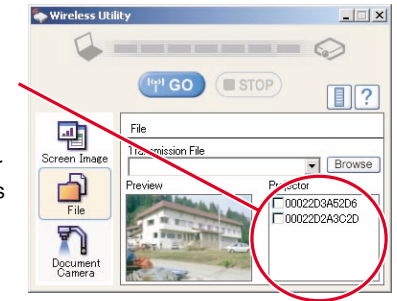 Wireless Utility
GO
STOP
?
File
Screen Image
Transmission File
Browse
File
Preview
Projector
00022D3A52D6
00022D2A3C2D
Document
Camera
r
s